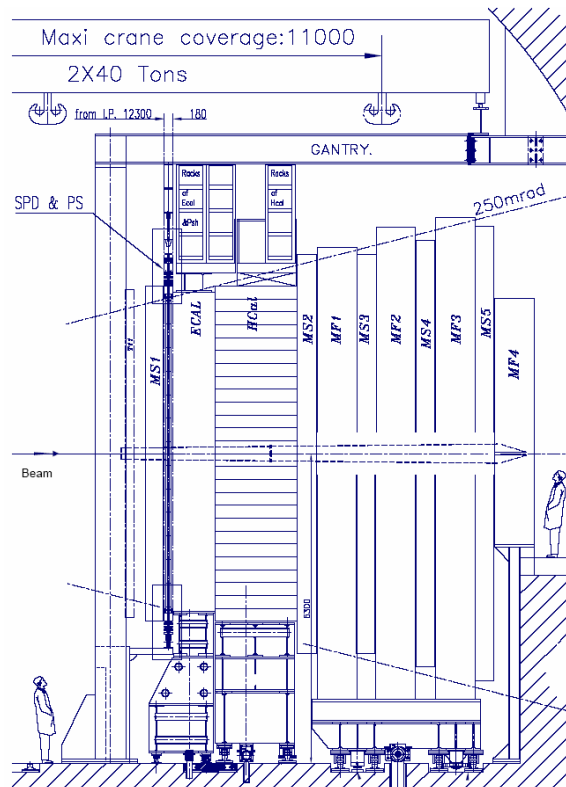 Maxi crane coverage:11000
2X40 Tons
from I.P. 12300
180
GANTRY.
SPD & PS
Racks
of
Ecal
&Psh
Racks
of
Hcal
250mrad
MS1
ECAL
HCal
MS2
MF1
MS3
MF2
MS4
MF3
MS5
MF4
Beam
6300